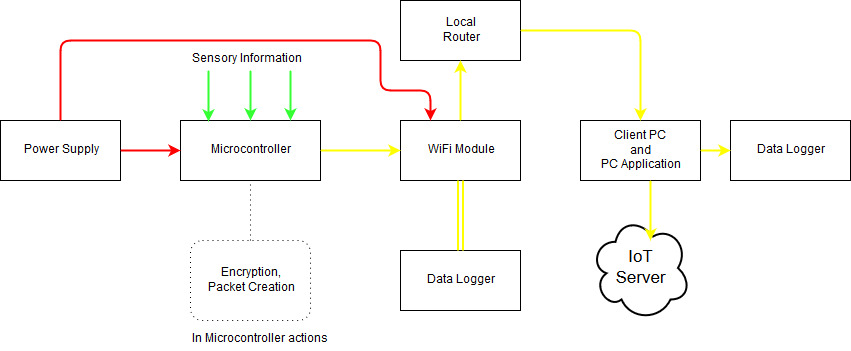 Local
Router
Sensory Information
Power Supply
Microcontroller
WiFi Module
Client PC
and
PC Application
Data Logger
Encryption,
Packet Creation
Data Logger
IoT
Server
In Microcontroller actions